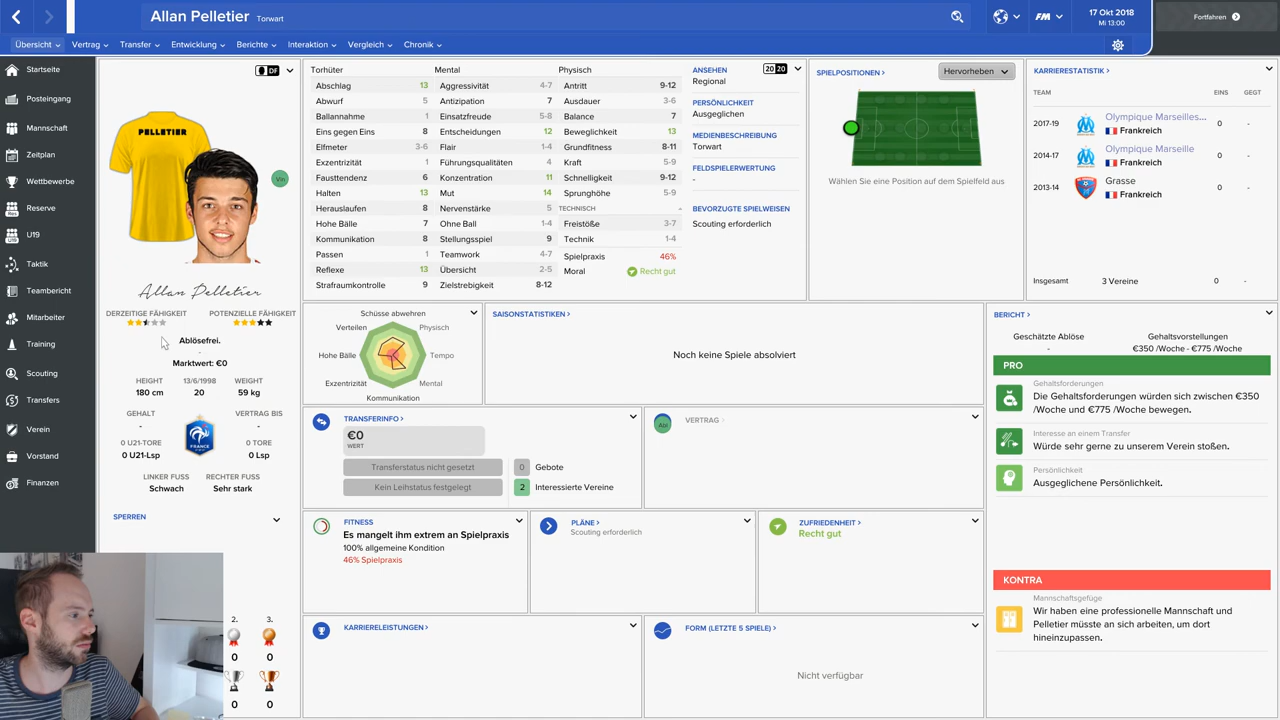 Allan Pelletier Torwart
17 Okt 2018
Mi 13:00
FM
Fortfahren
Übersicht Vertrag Transfer Entwicklung Berichte Interaktion Vergleich Chronik
Startseite
Posteingang
Mannschaft
Zeitplan
Wettbewerbe
Reserve
U19
Taktik
Teambericht
Mitarbeiter
Training
Scouting
Transfers
Verein
Vorstand
Finanzen
DF
PELLETIER
Vin
Allan Pelletier
DERZEITIGE FÄHIGKEIT POTENZIELLE FÄHIGKEIT
Ablösefrei.
-
Marktwert: €0
HEIGHT 13/6/1998 WEIGHT
180 cm 20 59 kg
GEHALT VERTRAG BIS
- -
FRANCE
0 U21-TORE 0 TORE
0 U21-Lsp 0 Lsp
LINKER FUSS RECHTER FUSS
Schwach Sehr stark
SPERREN
2. 3.
0 0
0 0
Torhüter Mental Physisch
Abschlag 13 Aggressivität 4-7 Antritt 9-12
Abwurf 5 Antizipation 7 Ausdauer 3-6
Ballannahme 1 Einsatzfreude 5-8 Balance 7
Eins gegen Eins 8 Entscheidungen 12 Beweglichkeit 13
Elfmeter 3-6 Flair 1-4 Grundfitness 8-11
Exzentrizität 1 Führungsqualitäten 4 Kraft 5-9
Fausttendenz 6 Konzentration 11 Schnelligkeit 9-12
Halten 13 Mut 14 Sprunghöhe 5-9
Herauslaufen 8 Nervenstärke 5 TECHNISCH -
Hohe Bälle 7 Ohne Ball 1-4 Freistöße 3-7
Kommunikation 8 Stellungsspiel 9 Technik 1-4
Passen 1 Teamwork 4-7 Spielpraxis 46%
Reflexe 13 Übersicht 2-5 Moral Recht gut
Strafraumkontrolle 9 Zielstrebigkeit 8-12
ANSEHEN 20 20
Regional
PERSÖNLICHKEIT
Ausgeglichen
MEDIENBESCHREIBUNG
Torwart
FELDSPIELERWERTUNG
-
BEVORZUGTE SPIELWEISEN
Scouting erforderlich
SPIELPOSITIONEN > Hervorheben
Wählen Sie eine Position auf dem Spielfeld aus
KARRIERESTATISTIK >
TEAM EINS GEGT
2017-19 Olympique Marseilles... 0 -
Frankreich
2014-17 Olympique Marseille 0 -
Frankreich
2013-14 Grasse 0 -
Frankreich
Insgesamt 3 Vereine 0 -
Schüsse abwehren
Verteilen Physisch
Hohe Bälle Tempo
Exzentrizität Mental
Kommunikation
SAISONSTATISTIKEN >
Noch keine Spiele absolviert
TRANSFERINFO >
€0
WERT
Transferstatus nicht gesetzt 0 Gebote
Kein Leihstatus festgelegt 2 Interessierte Vereine
Abl VERTRAG >
FITNESS
Es mangelt ihm extrem an Spielpraxis
100% allgemeine Kondition
46% Spielpraxis
PLÄNE >
Scouting erforderlich
ZUFRIEDENHEIT >
Recht gut
KARRIERELEISTUNGEN >
FORM (LETZTE 5 SPIELE) >
Nicht verfügbar
BERICHT >
Geschätzte Ablöse Gehaltsvorstellungen
- €350 /Woche - €775 /Woche
PRO
Gehaltsforderungen
Die Gehaltsforderungen würden sich zwischen €350
/Woche und €775 /Woche bewegen.
Interesse an einem Transfer
Würde sehr gerne zu unserem Verein stoßen.
Persönlichkeit
Ausgeglichene Persönlichkeit.
KONTRA
Mannschaftsgefüge
Wir haben eine professionelle Mannschaft und
Pelletier müsste an sich arbeiten, um dort
hineinzupassen.